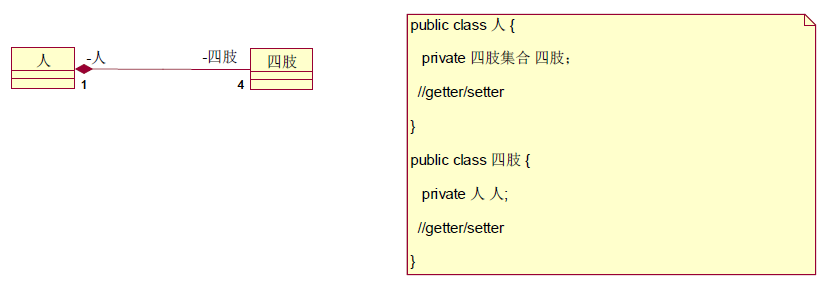 人
-人
-四肢
四肢
1
4
public class 人 {
private 四肢集合 四肢；
//getter/setter
}
public class 四肢 {
private 人 人;
//getter/setter
}